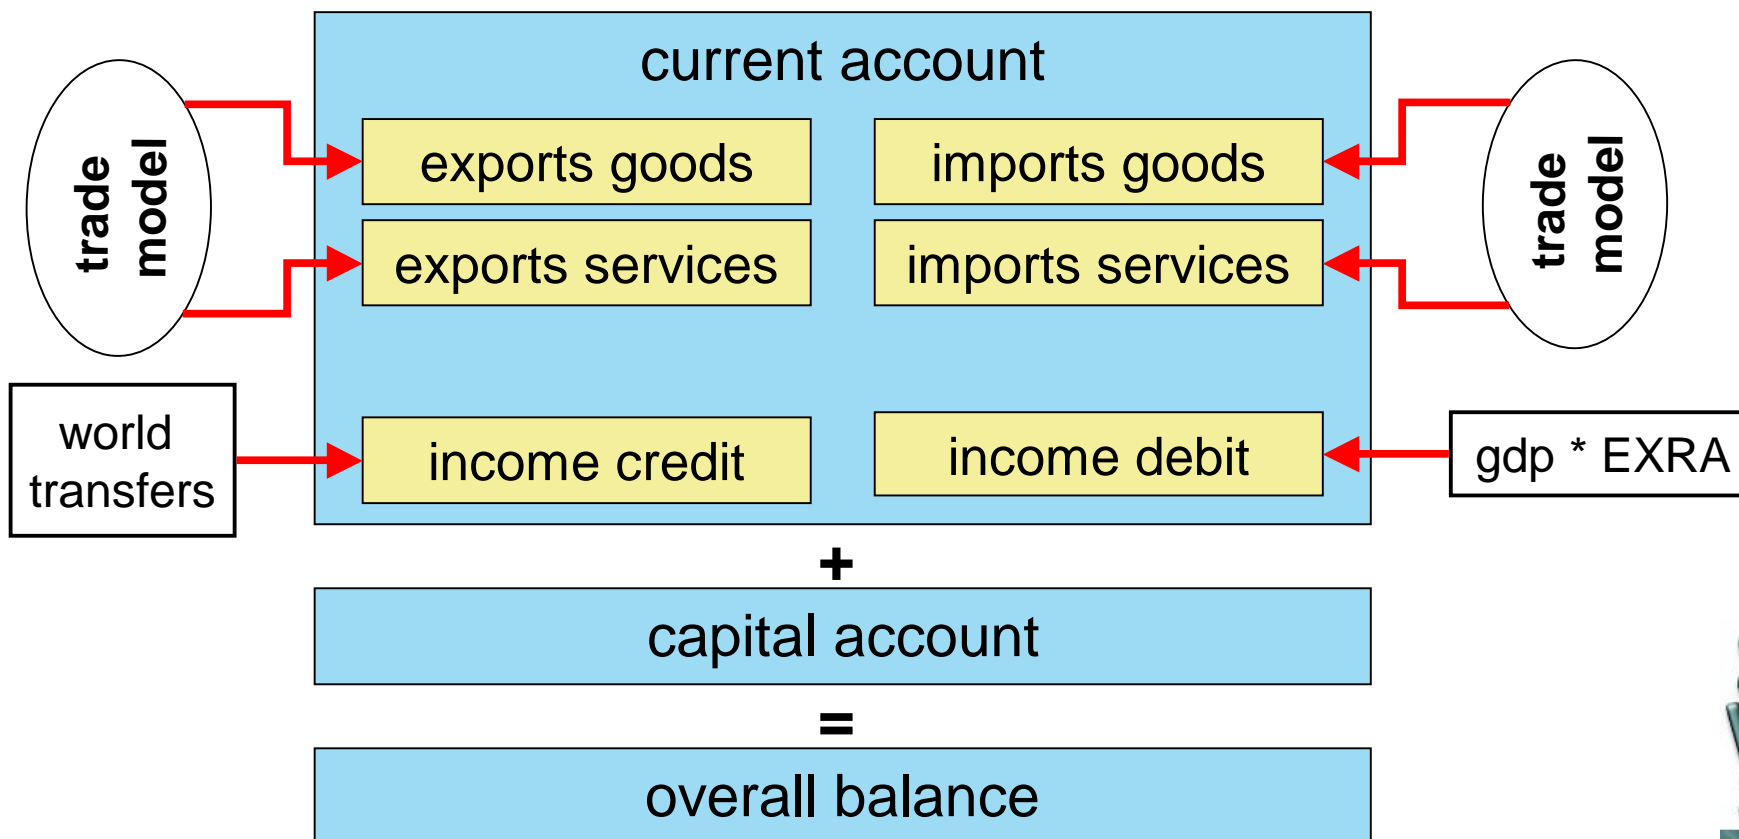 current account
trade
model
exports goods
imports goods
trade
model
exports services
imports services
world
transfers
income credit
income debit
gdp * EXRA
+
capital account
=
overall balance